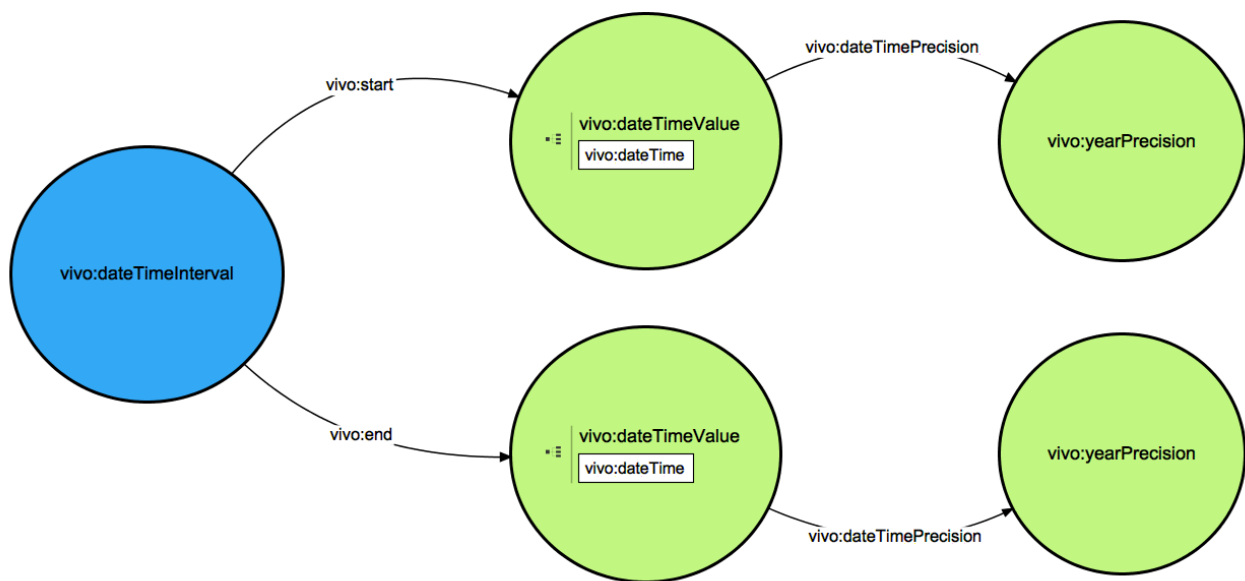 vivo:dateTimePrecision
vivo:start
vivo:dateTimeValue
vivo:dateTime
vivo:yearPrecision
vivo:dateTimeInterval
vivo:end
vivo:dateTimeValue
vivo:dateTime
vivo:yearPrecision
vivo:dateTimePrecision